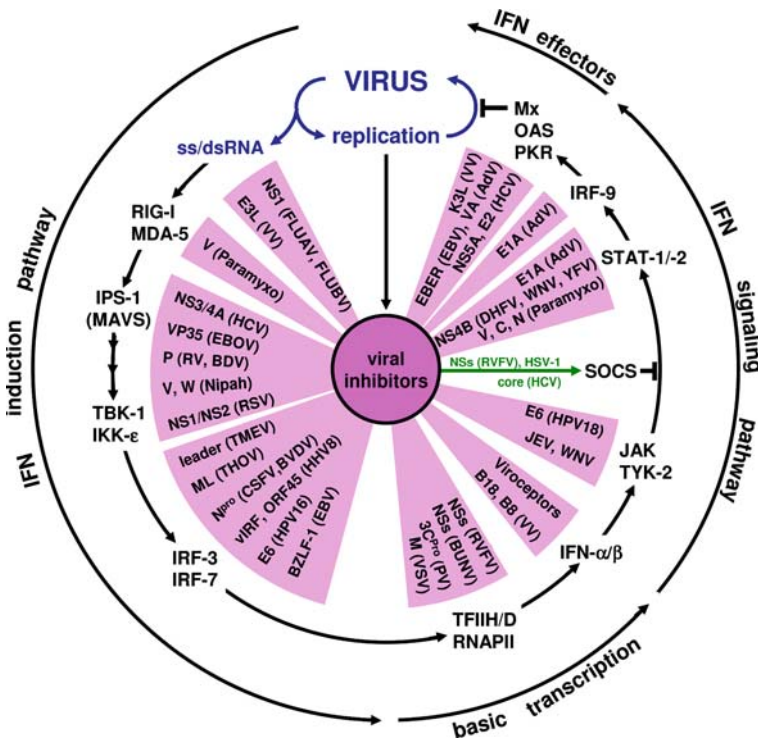 IFN effectors
VIRUS
replication
ss/dsRNA
Mx
OAS
PKR
IRF-9
STAT-1/-2
RIG-I
MDA-5
IPS-1
(MAVS)
TBK-1
IKK-ε
IRF-3
IRF-7
TFIIH/D
RNAPII
IFN-α/β
JAK
TYK-2
SOCS
viral
inhibitors
NS1 (FLUAV, FLUBV)
E3L (VV)
V (Paramyxo)
NS3/4A (HCV)
VP35 (EBOV)
P (RV, BDV)
V, W (Nipah)
NS1/NS2 (RSV)
leader (TMEV)
ML (THOV)
Nᵖʳᵒ (CSFV,BVDV)
vIRF, ORF45 (HHV8)
E6 (HPV16)
BZLF-1 (EBV)
NSs (RVFV)
NSs (BUNV)
3Cᴾʳᵒ (PV)
M (VSV)
Viroceptors
B18, B8 (VV)
E6 (HPV18)
JEV, WNV
NSs (RVFV), HSV-1
core (HCV)
E1A (AdV)
NS4B (DHFV, WNV, YFV)
V, C, N (Paramyxo)
E1A (AdV)
K3L (VV)
EBER (EBV), VA (AdV)
NS5A, E2 (HCV)
IFN induction pathway
basic transcription
IFN signaling pathway